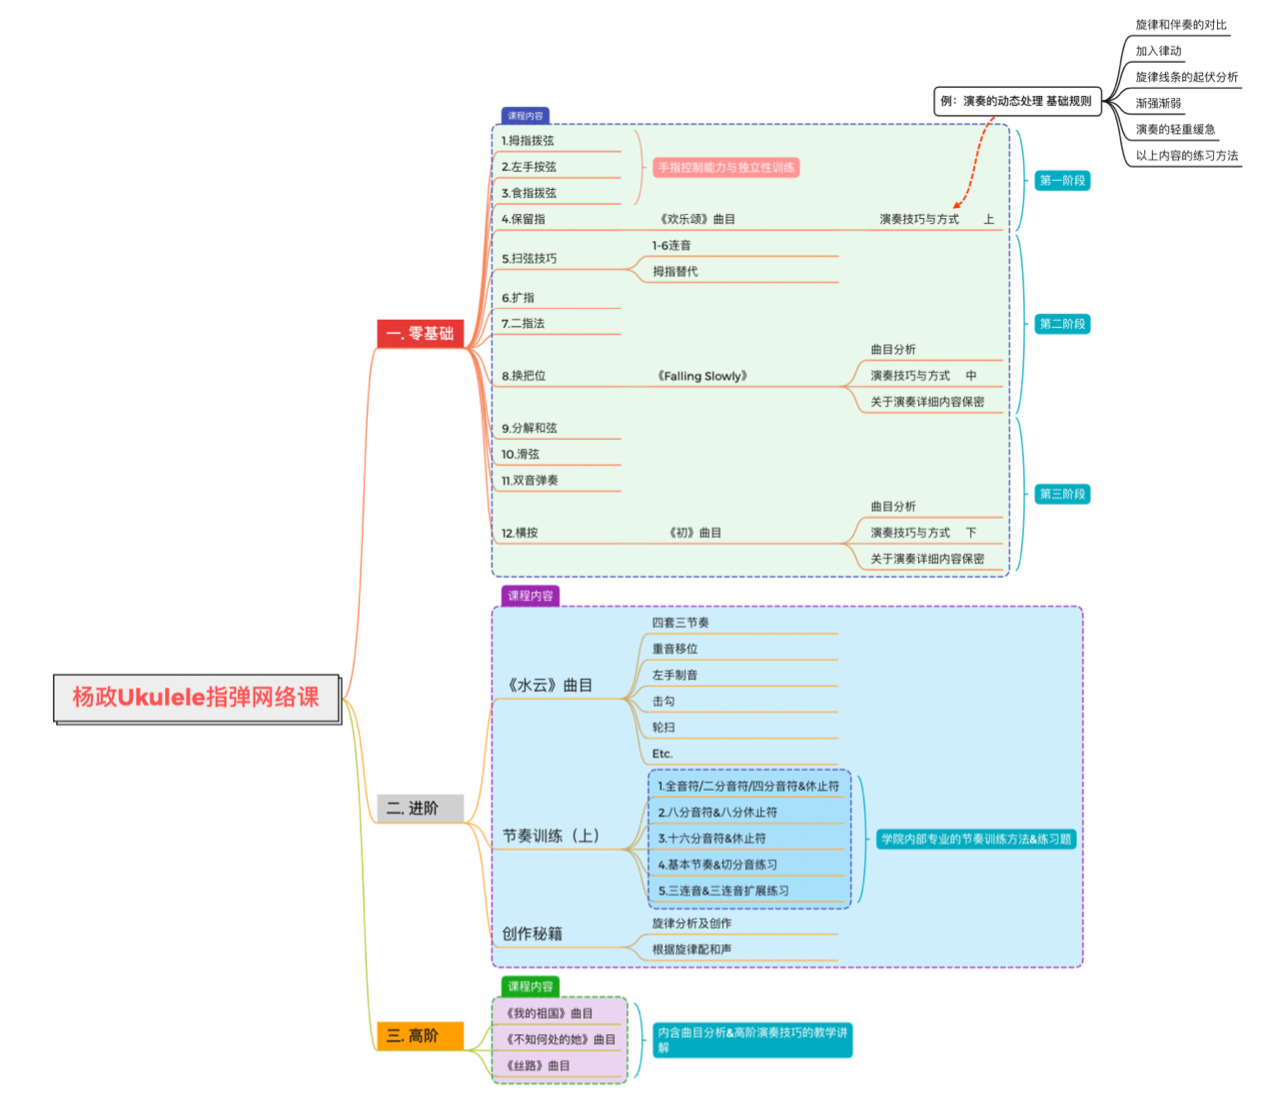 旋律和伴奏的对比
加入律动
旋律线条的起伏分析
例：演奏的动态处理 基础规则
渐强渐弱
演奏的轻重缓急
以上内容的练习方法
课程内容
1.拇指拨弦
2.左手按弦
手指控制能力与独立性训练
3.食指拨弦
第一阶段
4.保留指
《欢乐颂》曲目
演奏技巧与方式 上
5.扫弦技巧
1-6连音
拇指替代
6.扩指
7.二指法
第二阶段
一. 零基础
8.换把位
《Falling Slowly》
曲目分析
演奏技巧与方式 中
关于演奏详细内容保密
9.分解和弦
10.滑弦
11.双音弹奏
第三阶段
12.横按
《初》曲目
曲目分析
演奏技巧与方式 下
关于演奏详细内容保密
课程内容
杨政Ukulele指弹网络课
二. 进阶
《水云》曲目
四套三节奏
重音移位
左手制音
击勾
轮扫
Etc.
节奏训练（上）
1.全音符/二分音符/四分音符&休止符
2.八分音符&八分休止符
3.十六分音符&休止符
4.基本节奏&切分音练习
5.三连音&三连音扩展练习
学院内部专业的节奏训练方法&练习题
创作秘籍
旋律分析及创作
根据旋律配和声
课程内容
三. 高阶
《我的祖国》曲目
《不知何处的她》曲目
《丝路》曲目
内含曲目分析&高阶演奏技巧的教学讲
解